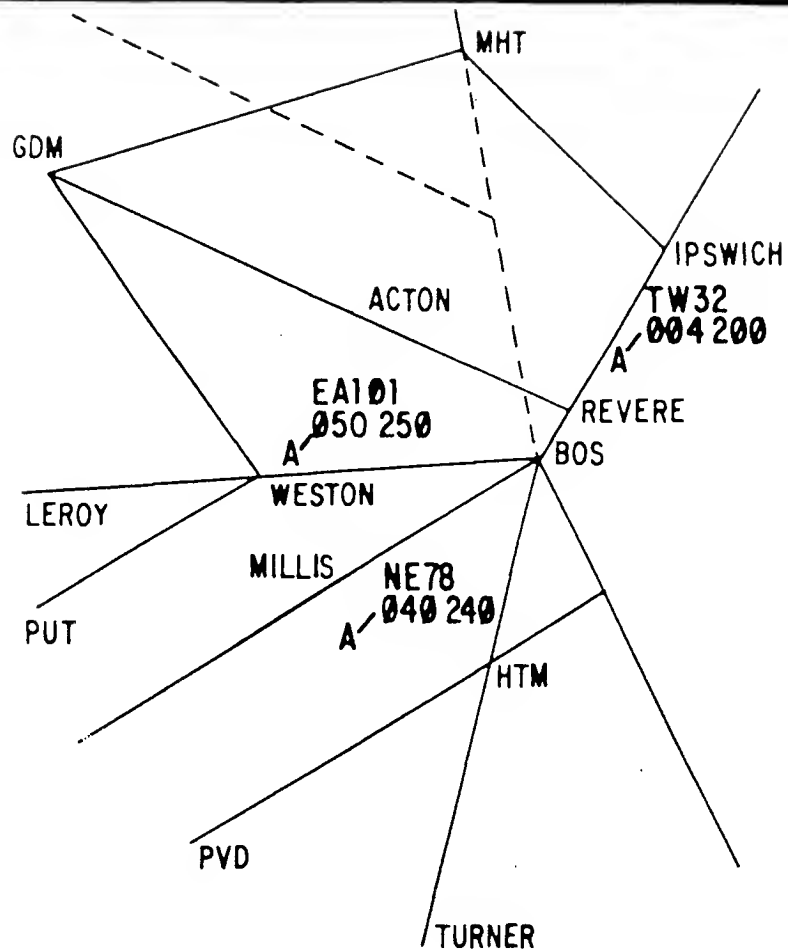 MHT
GDM
IPSWICH
TW32
004 200
A
ACTON
EA101
050 250
A
REVERE
BOS
WESTON
LEROY
MILLIS
NE78
040 240
A
PUT
HTM
PVD
TURNER